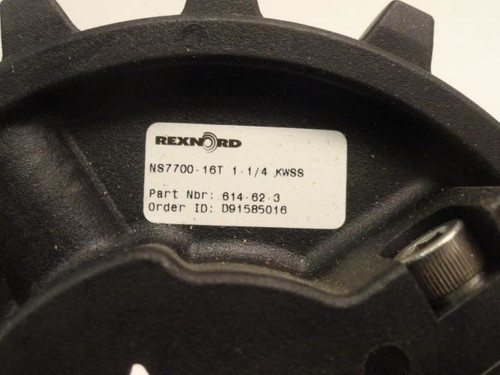 REXNORD
NS7700-16T 1-1/4 KWSS
Part Nbr: 614-62-3
Order ID: D91585016